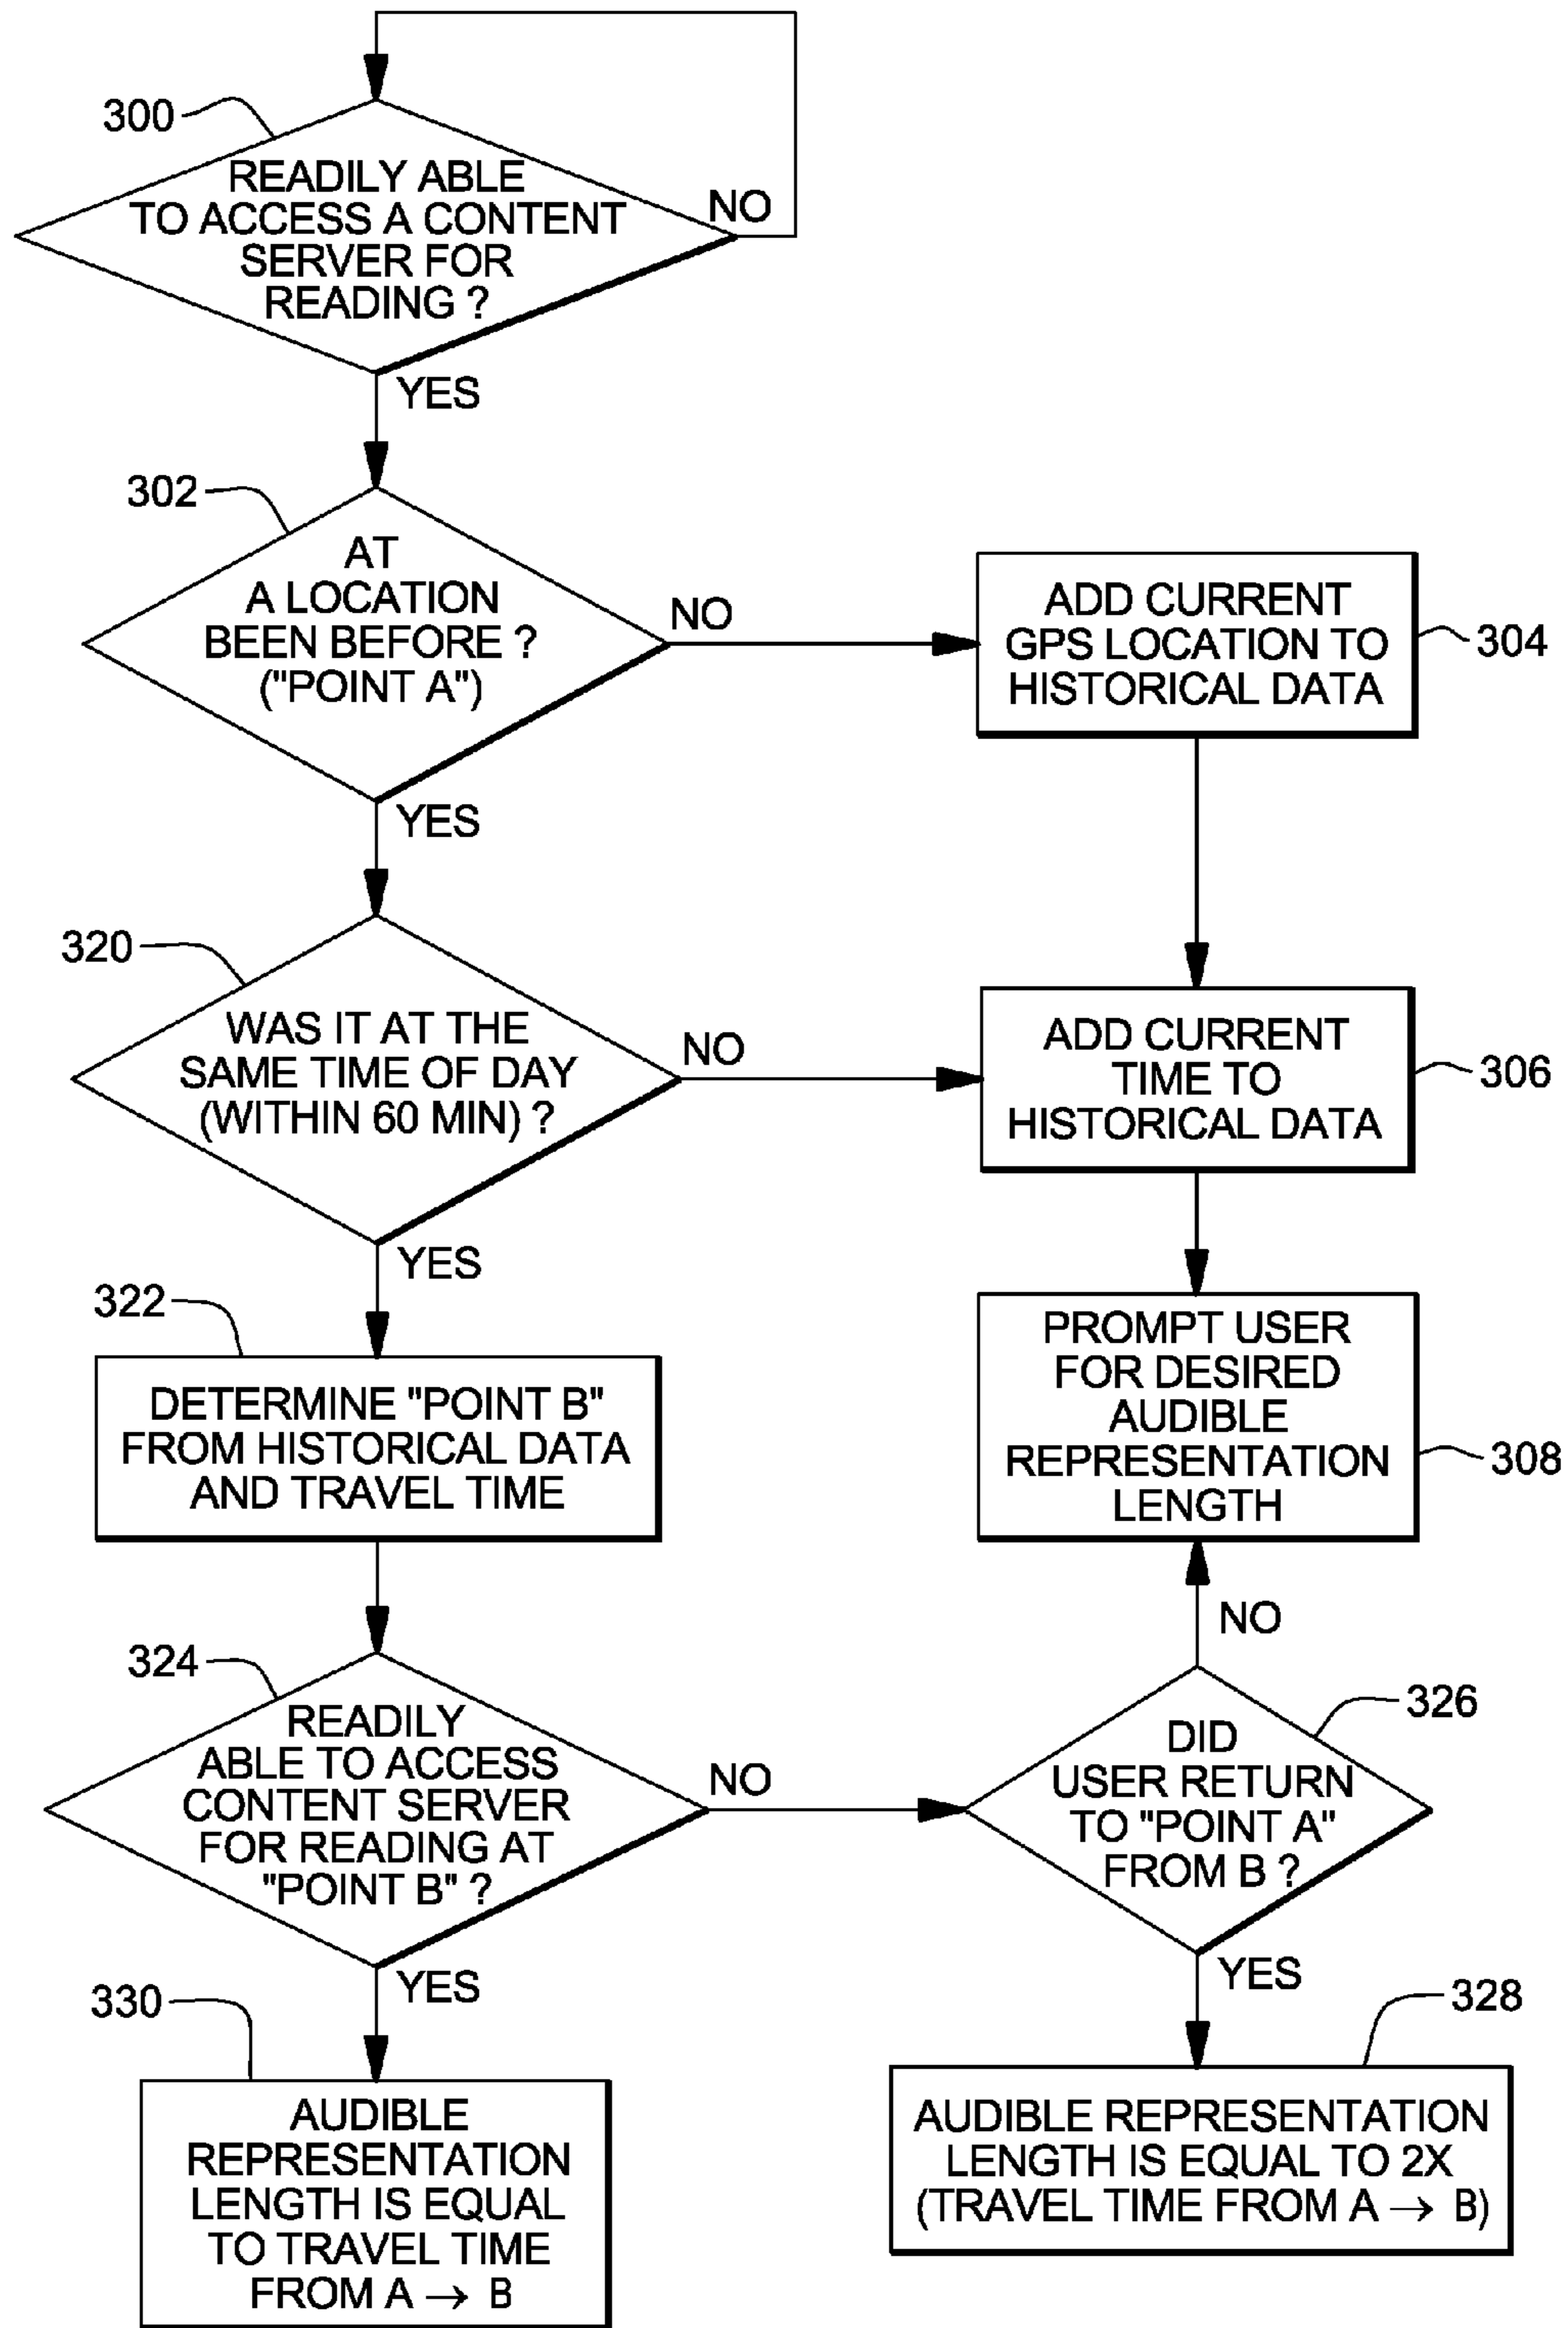 300
READILY ABLE
TO ACCESS A CONTENT
SERVER FOR
READING ?
NO
YES
302
AT
A LOCATION
BEEN BEFORE ?
("POINT A")
NO
YES
ADD CURRENT
GPS LOCATION TO
HISTORICAL DATA
304
320
WAS IT AT THE
SAME TIME OF DAY
(WITHIN 60 MIN) ?
NO
YES
ADD CURRENT
TIME TO
HISTORICAL DATA
306
322
DETERMINE "POINT B"
FROM HISTORICAL DATA
AND TRAVEL TIME
PROMPT USER
FOR DESIRED
AUDIBLE
REPRESENTATION
LENGTH
308
324
READILY
ABLE TO ACCESS
CONTENT SERVER
FOR READING AT
"POINT B" ?
NO
YES
326
DID
USER RETURN
TO "POINT A"
FROM B ?
NO
YES
330
AUDIBLE
REPRESENTATION
LENGTH IS EQUAL
TO TRAVEL TIME
FROM A → B
328
AUDIBLE REPRESENTATION
LENGTH IS EQUAL TO 2X
(TRAVEL TIME FROM A → B)